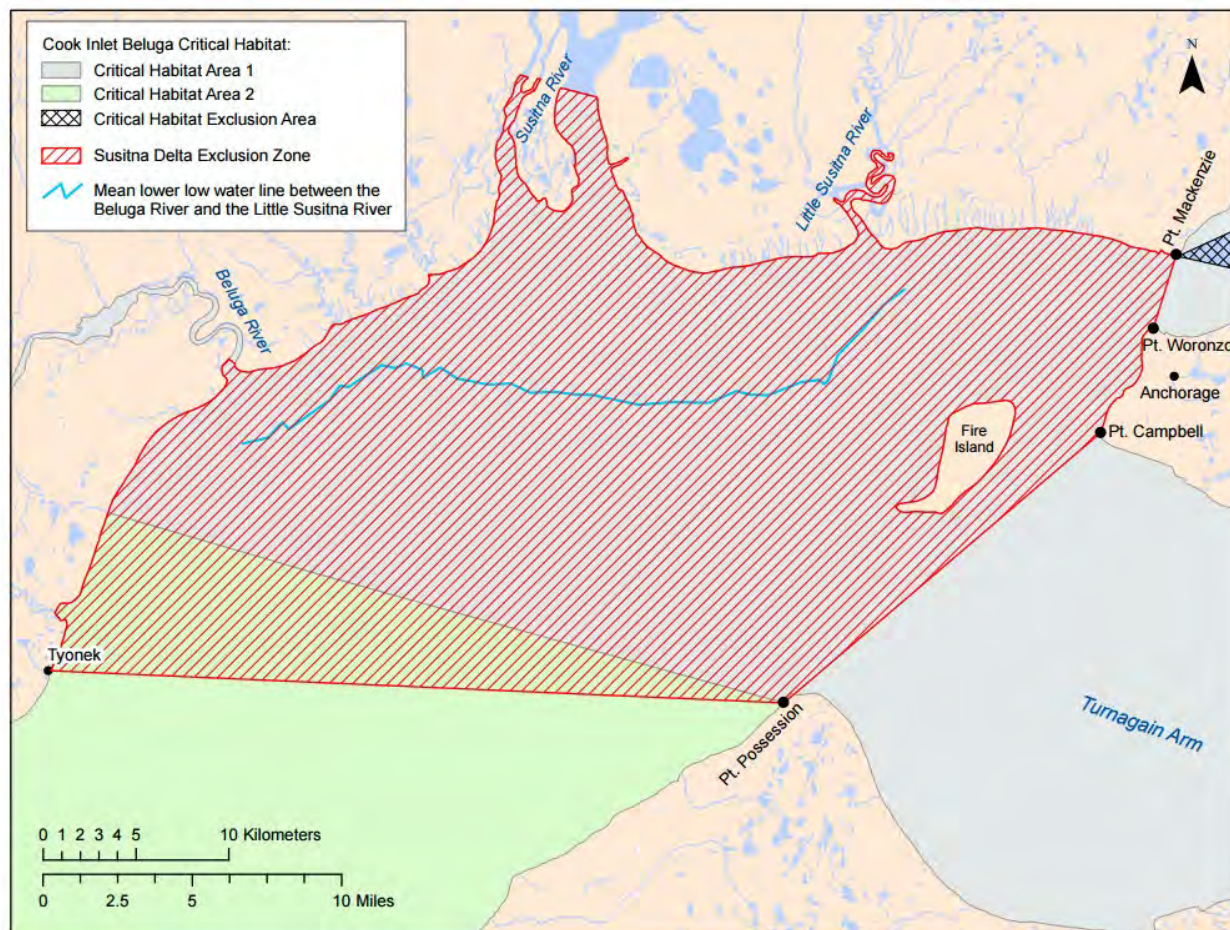 Cook Inlet Beluga Critical Habitat:
Critical Habitat Area 1
Critical Habitat Area 2
Critical Habitat Exclusion Area
Susitna Delta Exclusion Zone
Mean lower low water line between the
Beluga River and the Little Susitna River
N
Susitna River
Little Susitna River
Pt. Mackenzie
Beluga River
Pt. Woronzo
Anchorage
Pt. Campbell
Fire
Island
Tyonek
Pt. Possession
Turnagain Arm
0 1 2 3 4 5 10 Kilometers
0 2.5 5 10 Miles